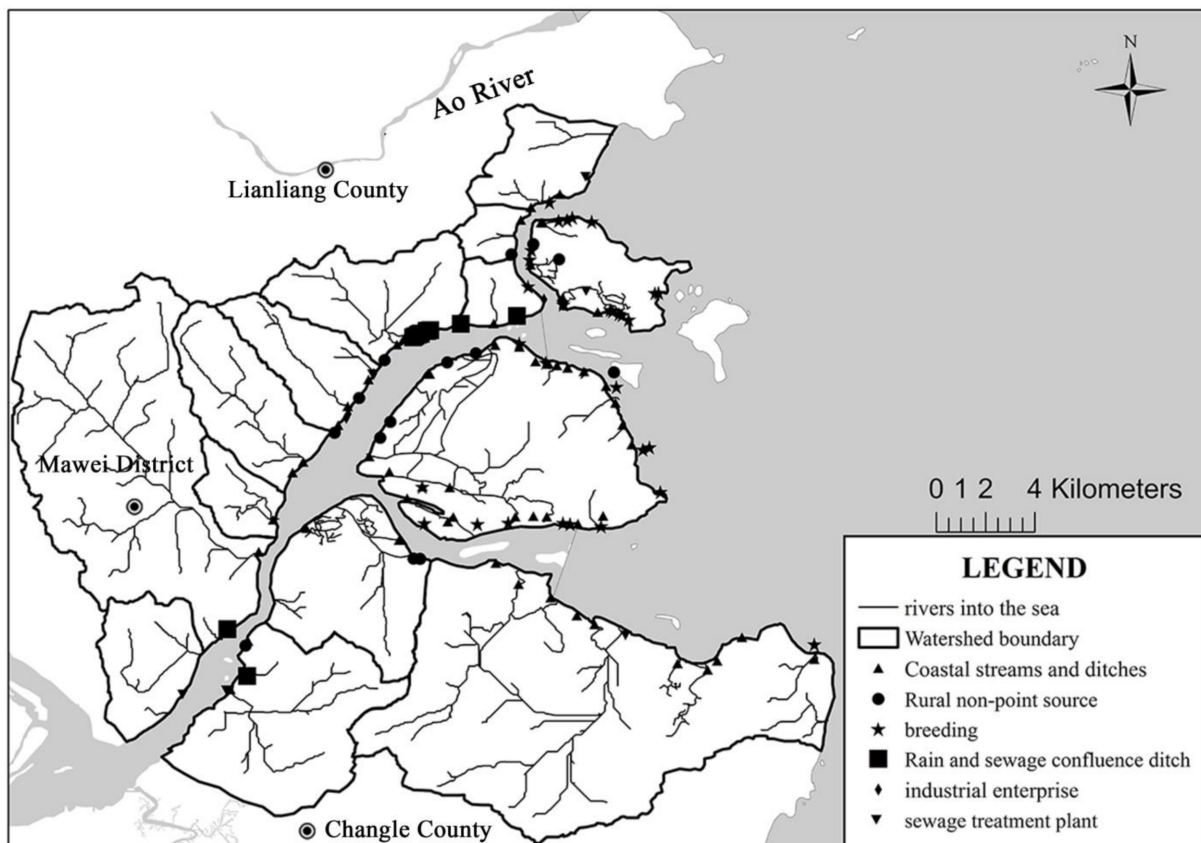 N
Ao River
Lianliang County
Mawei District
0 1 2 4 Kilometers
LEGEND
rivers into the sea
Watershed boundary
Coastal streams and ditches
Rural non-point source
breeding
Rain and sewage confluence ditch
industrial enterprise
sewage treatment plant
Changle County